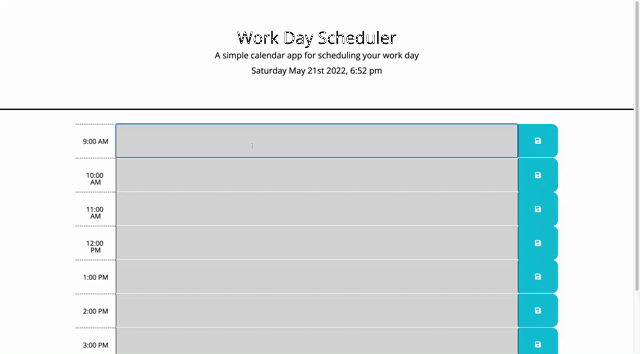 Work Day Scheduler
A simple calendar app for scheduling your work day
Saturday May 21st 2022, 6:52 pm
9:00 AM
10:00
AM
11:00
AM
12:00
PM
1:00 PM
2:00 PM
3:00 PM